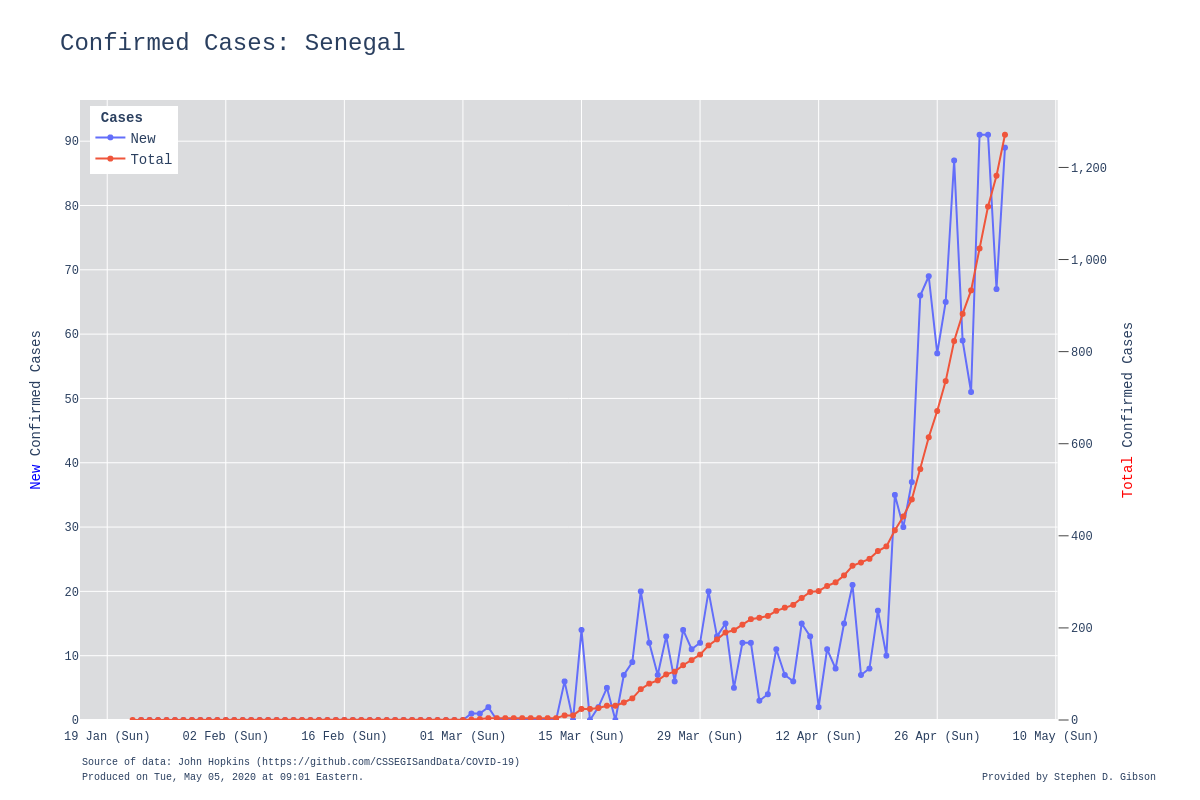 Confirmed Cases: Senegal
Cases
New
Total
90
80
70
60
50
40
30
20
10
0
New Confirmed Cases
1,200
1,000
800
600
400
200
0
Total Confirmed Cases
19 Jan (Sun)
02 Feb (Sun)
16 Feb (Sun)
01 Mar (Sun)
15 Mar (Sun)
29 Mar (Sun)
12 Apr (Sun)
26 Apr (Sun)
10 May (Sun)
Source of data: John Hopkins (https://github.com/CSSEGISandData/COVID-19)
Produced on Tue, May 05, 2020 at 09:01 Eastern.
Provided by Stephen D. Gibson